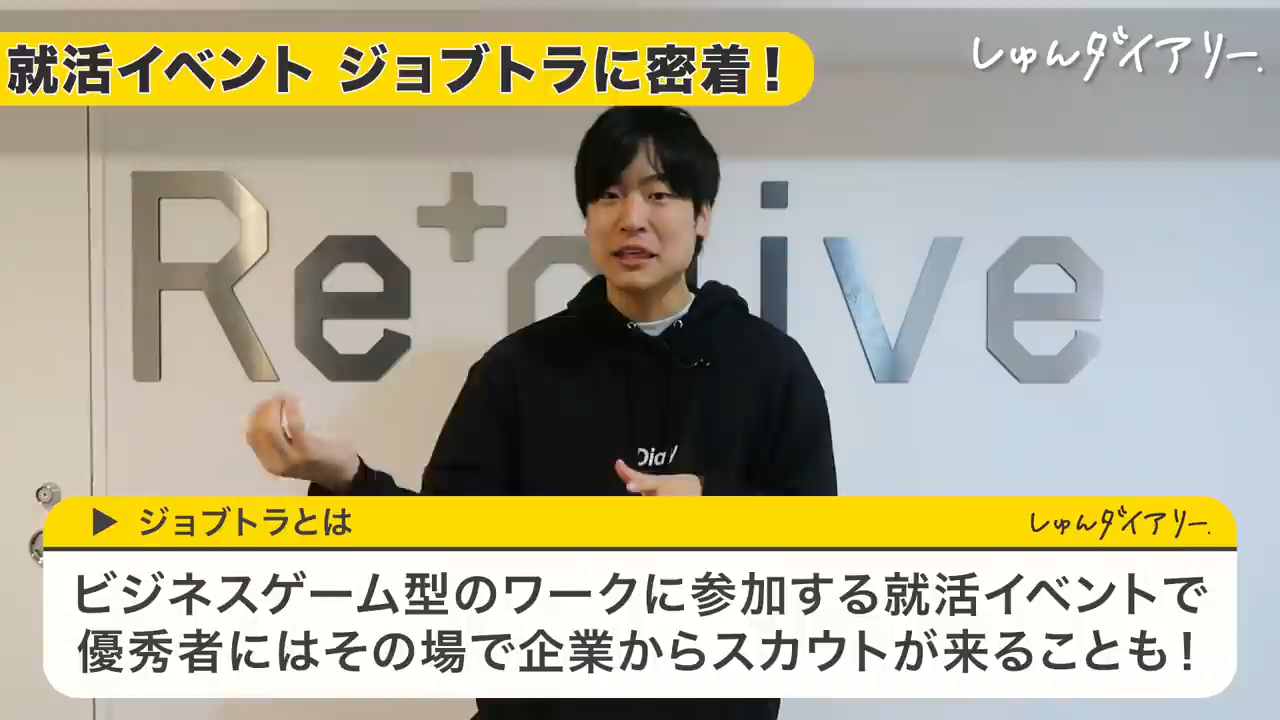 就活イベント ジョブトラに密着！
しゅんダイアリー.
Re+ ive
Diary
▶ ジョブトラとは
しゅんダイアリー.
ビジネスゲーム型のワークに参加する就活イベントで
優秀者にはその場で企業からスカウトが来ることも！